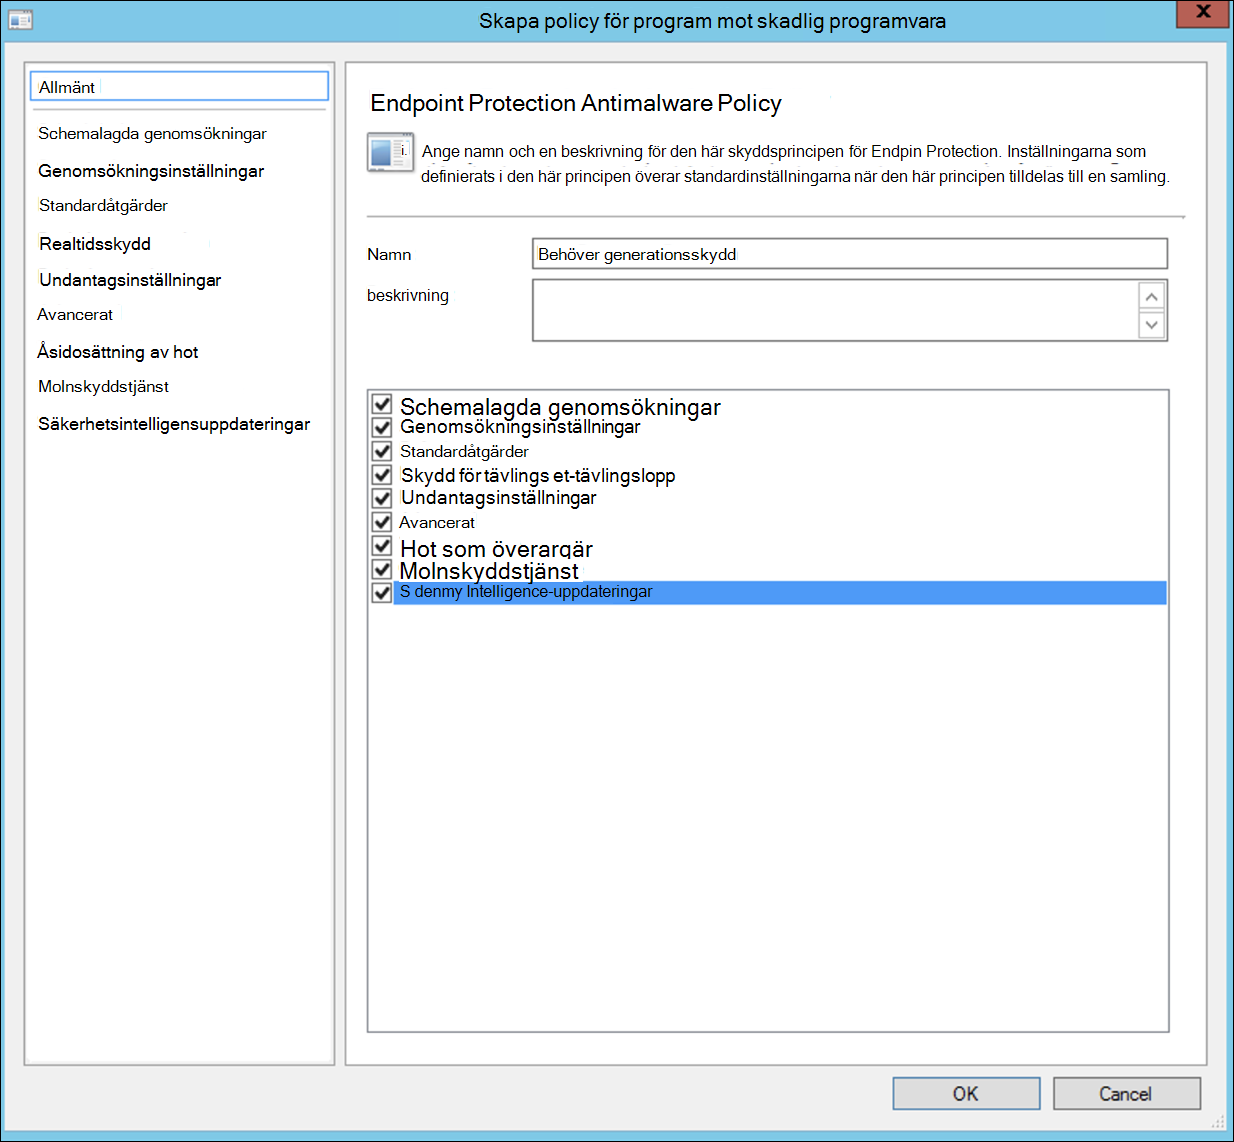 Skapa policy för program mot skadlig programvara
X
Allmänt
Schemalagda genomsökningar
Genomsökningsinställningar
Standardåtgärder
Realtidsskydd
Undantagsinställningar
Avancerat
Åsidosättning av hot
Molnskyddstjänst
Säkerhetsintelligensuppdateringar
Endpoint Protection Antimalware Policy
Ange namn och en beskrivning för den här skyddsprincipen för Endpin Protection. Inställningarna som
definierats i den här principen överar standardinställningarna när den här principen tilldelas till en samling.
Namn
Behöver generationsskydd
beskrivning
Schemalagda genomsökningar
Genomsökningsinställningar
Standardåtgärder
Skydd för tävlings et-tävlingslopp
Undantagsinställningar
Avancerat
Hot som överargär
Molnskyddstjänst
S denmy Intelligence-uppdateringar
OK
Cancel